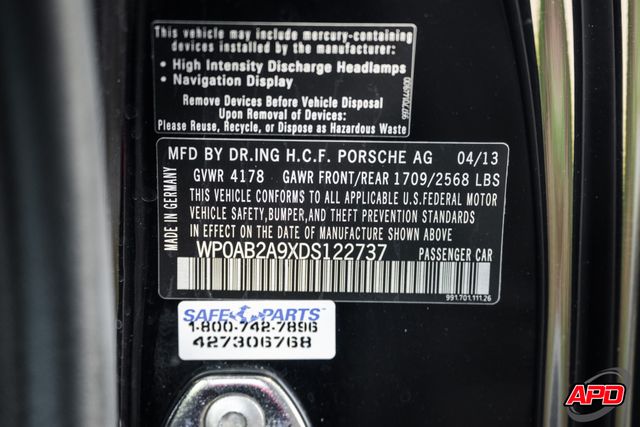 This vehicle may include mercury-containing
devices installed by the manufacturer:
• High Intensity Discharge Headlamps
• Navigation Display
Remove Devices Before Vehicle Disposal
Upon Removal of Devices:
Please Reuse, Recycle, or Dispose as Hazardous Waste
MFD BY DR.ING H.C.F. PORSCHE AG 04/13
GVWR 4178 GAWR FRONT/REAR 1709/2568 LBS
THIS VEHICLE CONFORMS TO ALL APPLICABLE U.S.FEDERAL MOTOR
VEHICLE SAFETY,BUMPER,AND THEFT PREVENTION STANDARDS
IN EFFECT ON THE DATE OF MANUFACTURE SHOWN ABOVE
MADE IN GERMANY
WP0AB2A9XDS122737 PASSENGER CAR
991.701.111.26
SAFE PARTS
1-800-742-7896
427306768
APD